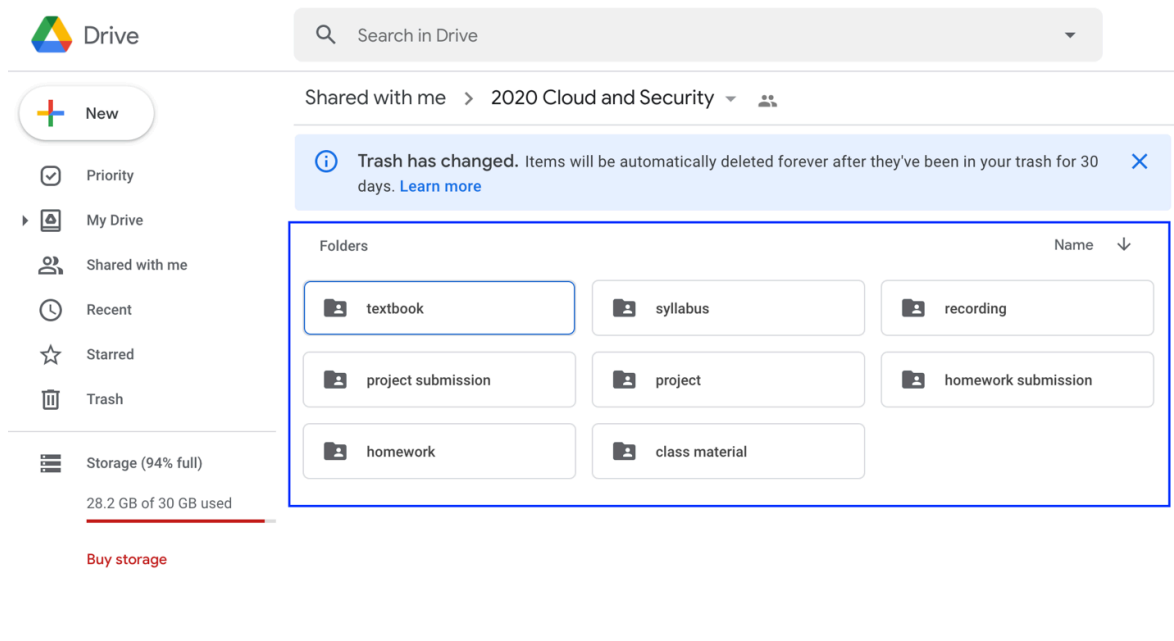 Drive
Search in Drive
New
Priority
My Drive
Shared with me
Recent
Starred
Trash
Storage (94% full)
28.2 GB of 30 GB used
Buy storage
Shared with me > 2020 Cloud and Security
Trash has changed. Items will be automatically deleted forever after they've been in your trash for 30
days. Learn more
Folders Name
textbook syllabus recording
project submission project homework submission
homework class material